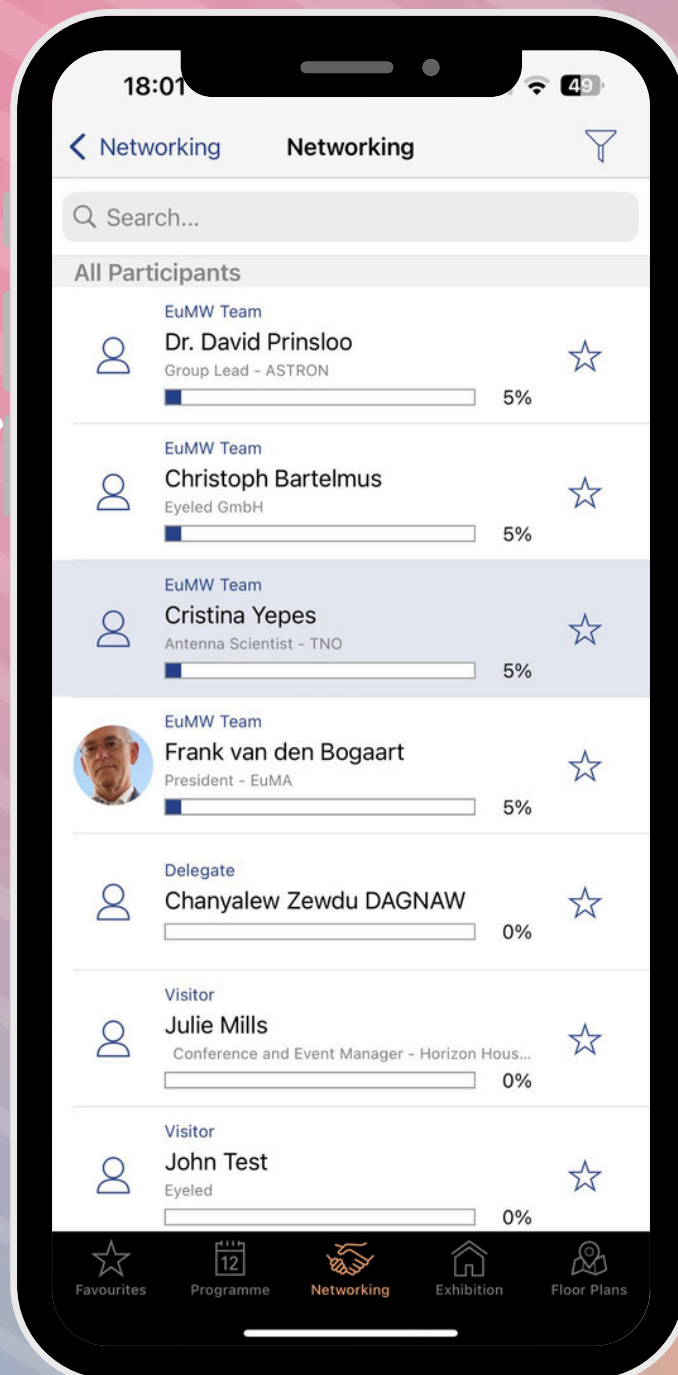 18:01
49
Networking
Networking
Search...
All Participants
EuMW Team
Dr. David Prinsloo
Group Lead - ASTRON
5%
EuMW Team
Christoph Bartelmus
Eyeled GmbH
5%
EuMW Team
Cristina Yepes
Antenna Scientist - TNO
5%
EuMW Team
Frank van den Bogaart
President - EuMA
5%
Delegate
Chanyalew Zewdu DAGNAW
0%
Visitor
Julie Mills
Conference and Event Manager - Horizon Hous...
0%
Visitor
John Test
Eyeled
0%
12
Favourites
Programme
Networking
Exhibition
Floor Plans